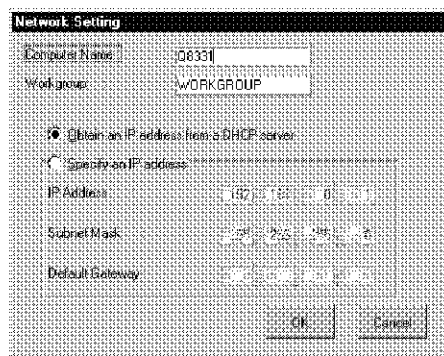 Network Setting
Computer Name:
Q8331
Workgroup:
WORKGROUP
Obtain an IP address from a DHCP server
Specify an IP address
IP Address
Subnet Mask
Default Gateway
OK
Cancel